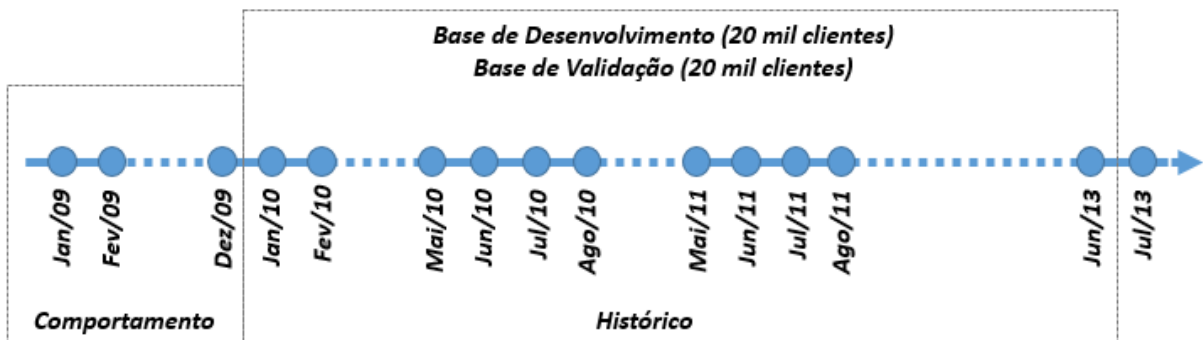 Base de Desenvolvimento (20 mil clientes)
Base de Validação (20 mil clientes)
Jan/09
Fev/09
Dez/09
Jan/10
Fev/10
Mai/10
Jun/10
Jul/10
Ago/10
Mai/11
Jun/11
Jul/11
Ago/11
Jun/13
Jul/13
Comportamento
Histórico